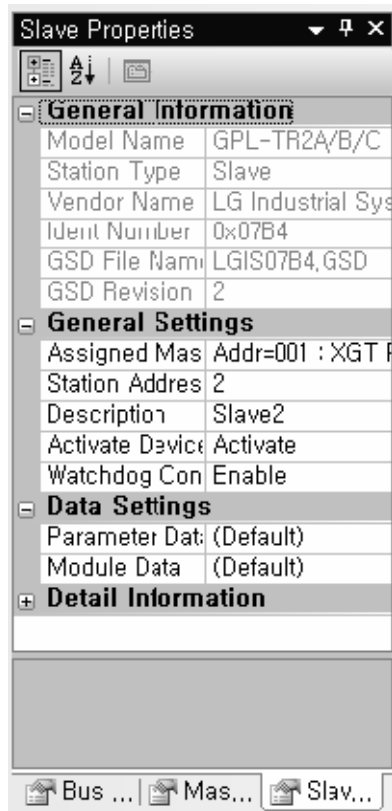 Slave Properties
General Information
Model Name GPL-TR2A/B/C
Station Type Slave
Vendor Name LG Industrial Sys
Ident Number 0x07B4
GSD File Name LGIS07B4.GSD
GSD Revision 2
General Settings
Assigned Mas Addr=001 : XGT F
Station Addres 2
Description Slave2
Activate Device Activate
Watchdog Con Enable
Data Settings
Parameter Data (Default)
Module Data (Default)
Detail Information
Bus ... Mas... Slav...